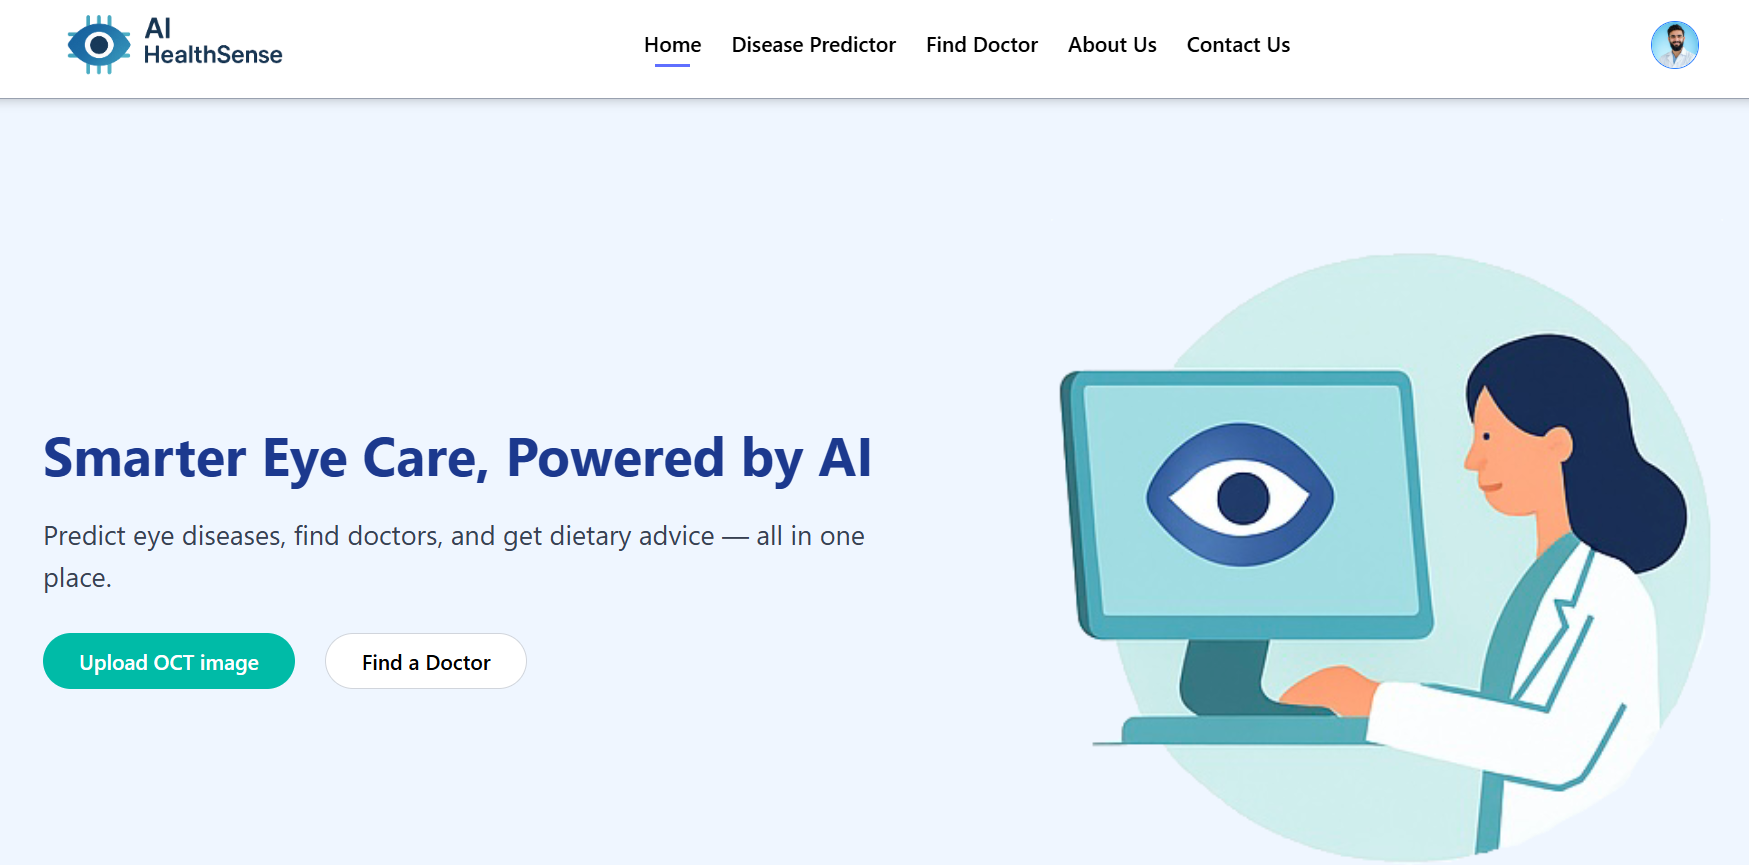 AI
HealthSense
Home
Disease Predictor
Find Doctor
About Us
Contact Us
Smarter Eye Care, Powered by AI
Predict eye diseases, find doctors, and get dietary advice — all in one
place.
Upload OCT image
Find a Doctor